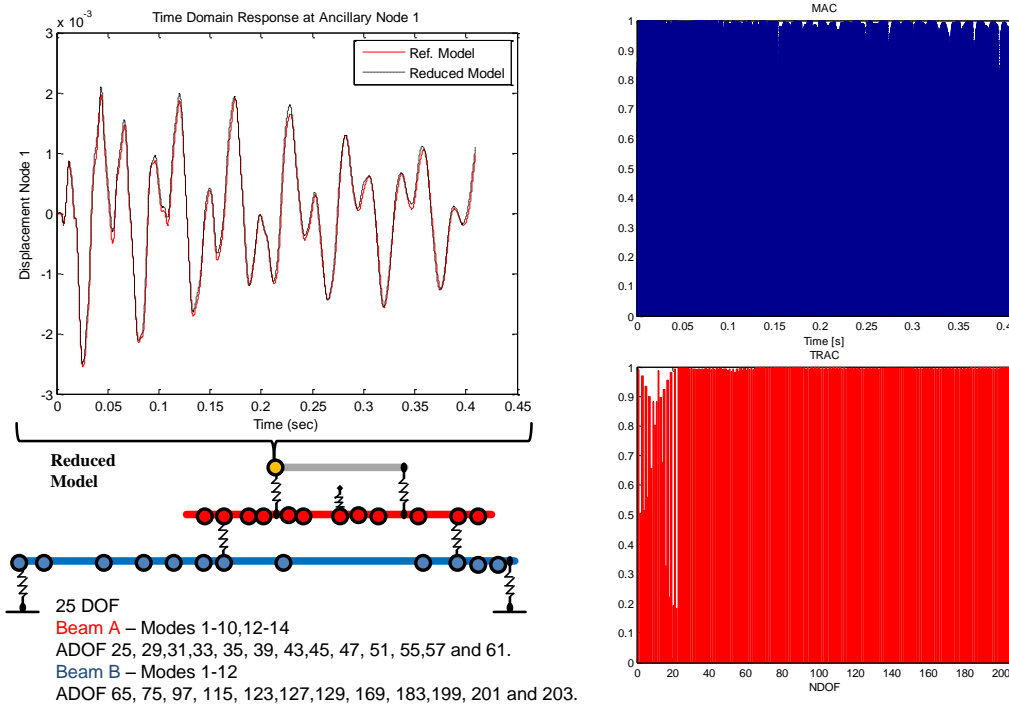 Time Domain Response at Ancillary Node 1
x 10⁻³
3
2
1
0
-1
-2
-3
Displacement Node 1
Ref. Model
Reduced Model
0 0.05 0.1 0.15 0.2 0.25 0.3 0.35 0.4 0.45
Time (sec)
MAC
1
0.9
0.8
0.7
0.6
0.5
0.4
0.3
0.2
0.1
0
0 0.05 0.1 0.15 0.2 0.25 0.3 0.35 0.4
Time [s]
TRAC
1
0.9
0.8
0.7
0.6
0.5
0.4
0.3
0.2
0.1
0
0 20 40 60 80 100 120 140 160 180 200
NDOF
Reduced
Model
25 DOF
Beam A – Modes 1-10,12-14
ADOF 25, 29,31,33, 35, 39, 43,45, 47, 51, 55,57 and 61.
Beam B – Modes 1-12
ADOF 65, 75, 97, 115, 123,127,129, 169, 183,199, 201 and 203.